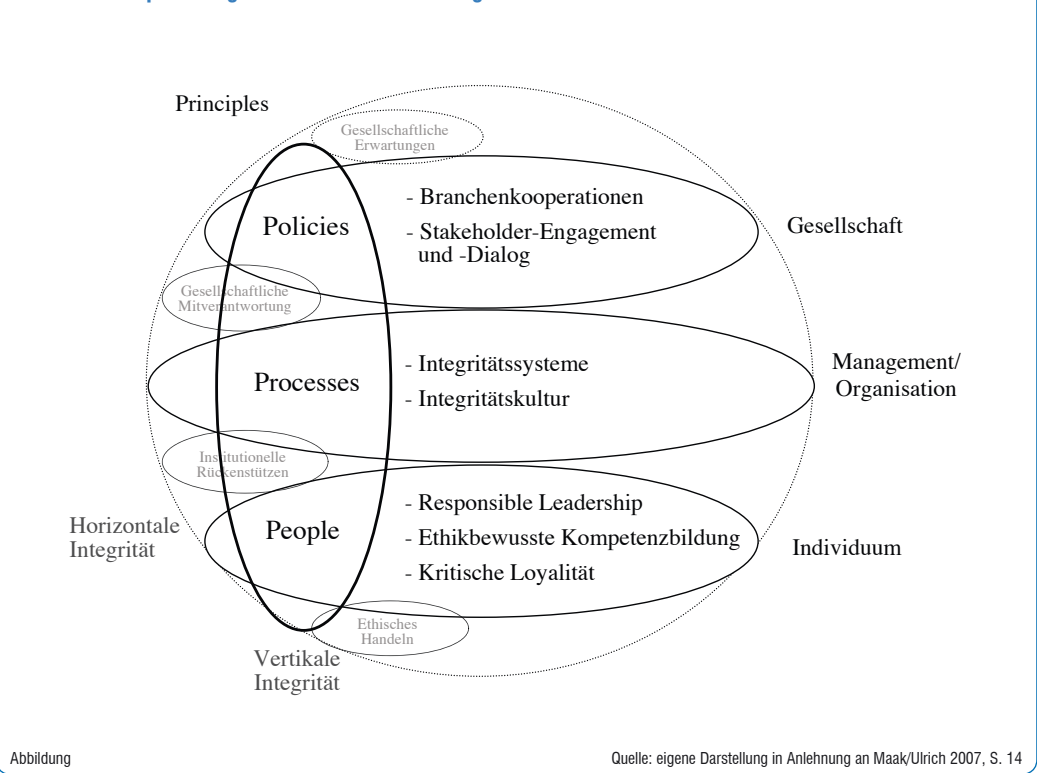 Principles
Gesellschaftliche
Erwartungen
Policies
- Branchenkooperationen
- Stakeholder-Engagement
und -Dialog
Gesellschaft
Gesellschaftliche
Mitverantwortung
Processes
- Integritätssysteme
- Integritätskultur
Management/
Organisation
Institutionelle
Rückenstützen
Horizontale
Integrität
People
- Responsible Leadership
- Ethikbewusste Kompetenzbildung
- Kritische Loyalität
Individuum
Ethisches
Handeln
Vertikale
Integrität
Abbildung
Quelle: eigene Darstellung in Anlehnung an Maak/Ulrich 2007, S. 14